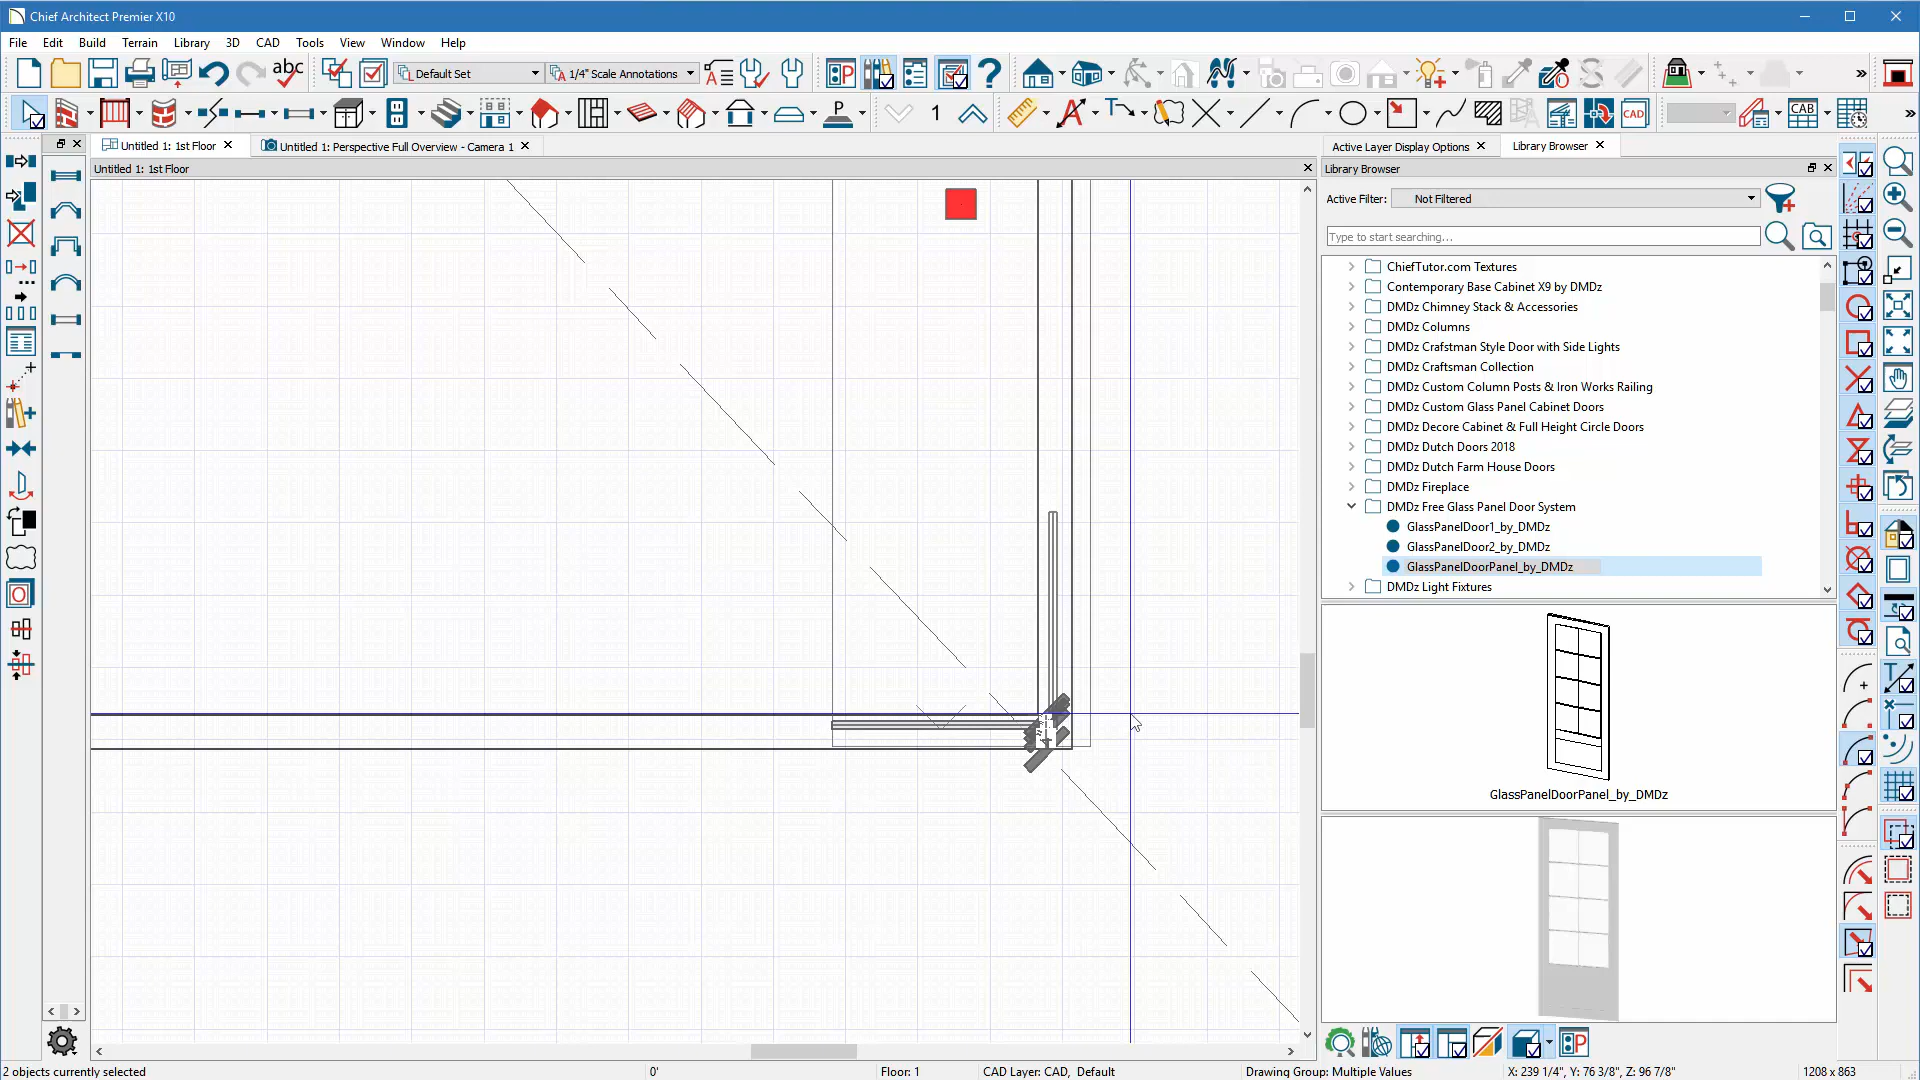 Chief Architect Premier X10
File Edit Build Terrain Library 3D CAD Tools View Window Help
abc Default Set 1/4" Scale Annotations
1 CAD CAB
Untitled 1: 1st Floor Untitled 1: Perspective Full Overview - Camera 1
Untitled 1: 1st Floor
Active Layer Display Options Library Browser
Library Browser
Active Filter: Not Filtered
Type to start searching...
ChiefTutor.com Textures
Contemporary Base Cabinet X9 by DMDz
DMDz Chimney Stack & Accessories
DMDz Columns
DMDz Crafstman Style Door with Side Lights
DMDz Craftsman Collection
DMDz Custom Column Posts & Iron Works Railing
DMDz Custom Glass Panel Cabinet Doors
DMDz Decore Cabinet & Full Height Circle Doors
DMDz Dutch Doors 2018
DMDz Dutch Farm House Doors
DMDz Fireplace
DMDz Free Glass Panel Door System
GlassPanelDoor1_by_DMDz
GlassPanelDoor2_by_DMDz
GlassPanelDoorPanel_by_DMDz
DMDz Light Fixtures
GlassPanelDoorPanel_by_DMDz
2 objects currently selected 0' Floor: 1 CAD Layer: CAD, Default Drawing Group: Multiple Values X: 239 1/4", Y: 76 3/8", Z: 96 7/8" 1208 x 863